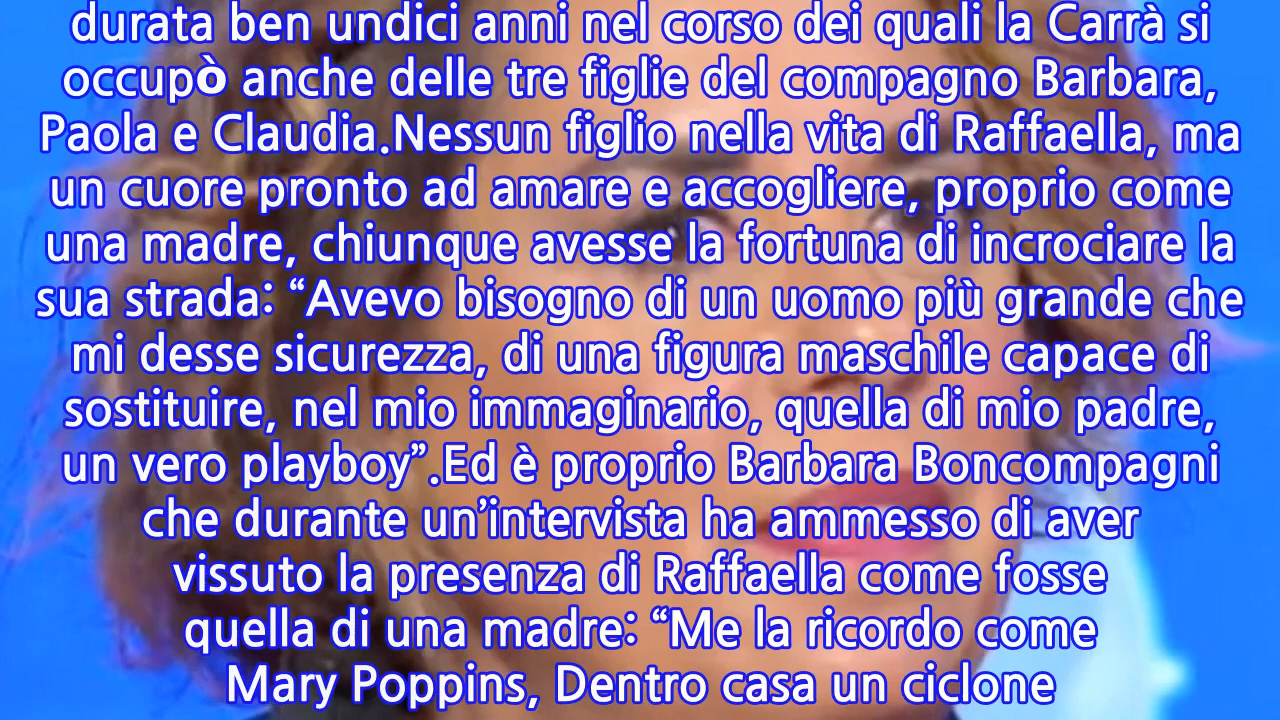 durata ben undici anni nel corso dei quali la Carrà si
occupò anche delle tre figlie del compagno Barbara,
Paola e Claudia.Nessun figlio nella vita di Raffaella, ma
un cuore pronto ad amare e accogliere, proprio come
una madre, chiunque avesse la fortuna di incrociare la
sua strada: “Avevo bisogno di un uomo più grande che
mi desse sicurezza, di una figura maschile capace di
sostituire, nel mio immaginario, quella di mio padre,
un vero playboy”.Ed è proprio Barbara Boncompagni
che durante un’intervista ha ammesso di aver
vissuto la presenza di Raffaella come fosse
quella di una madre: “Me la ricordo come
Mary Poppins, Dentro casa un ciclone